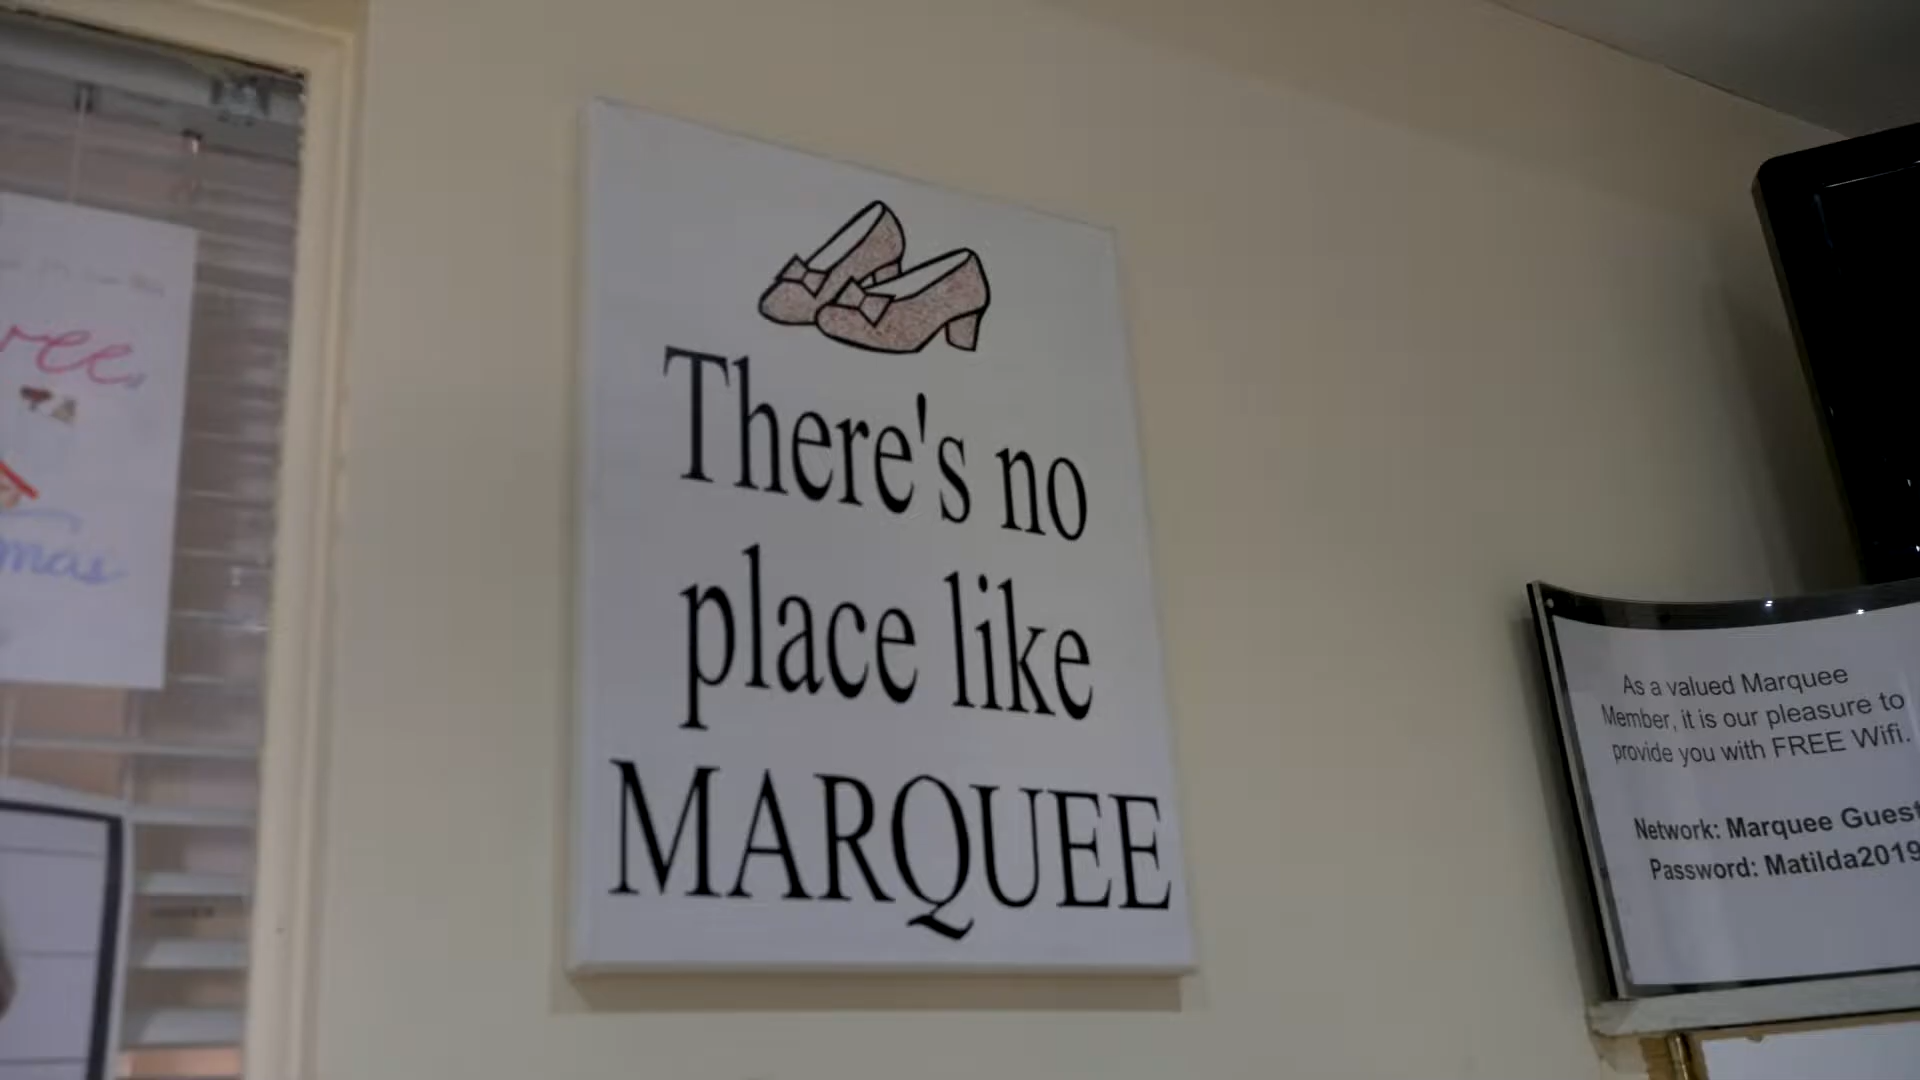 There's no
place like
MARQUEE
As a valued Marquee
Member, it is our pleasure to
provide you with FREE Wifi.
Network: Marquee Guest
Password: Matilda2019
mas